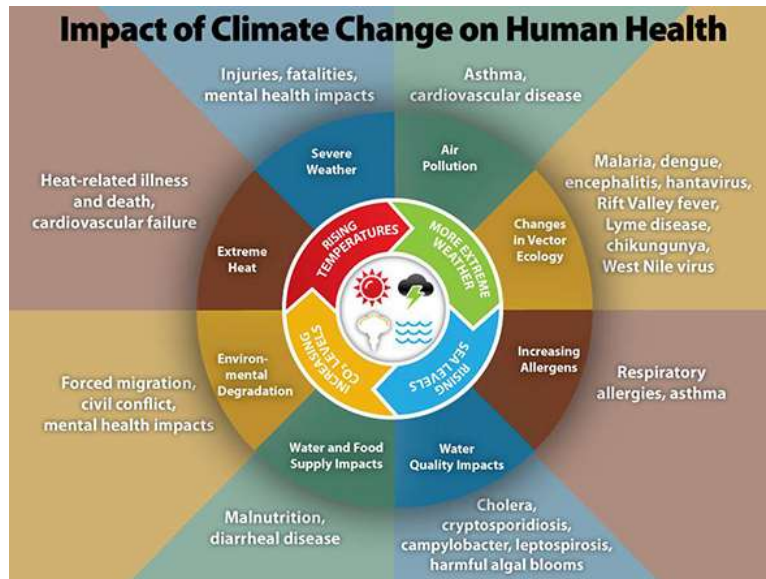 Impact of Climate Change on Human Health
Injuries, fatalities,
mental health impacts
Asthma,
cardiovascular disease
Severe
Weather
Air
Pollution
Heat-related illness
and death,
cardiovascular failure
Extreme
Heat
RISING
TEMPERATURES
MORE EXTREME
WEATHER
Changes
in Vector
Ecology
Malaria, dengue,
encephalitis, hantavirus,
Rift Valley fever,
Lyme disease,
chikungunya,
West Nile virus
Forced migration,
civil conflict,
mental health impacts
Environ-
mental
Degradation
INCREASING
CO₂ LEVELS
RISING
SEA LEVELS
Increasing
Allergens
Respiratory
allergies, asthma
Water and Food
Supply Impacts
Water
Quality Impacts
Malnutrition,
diarrheal disease
Cholera,
cryptosporidiosis,
campylobacter, leptospirosis,
harmful algal blooms